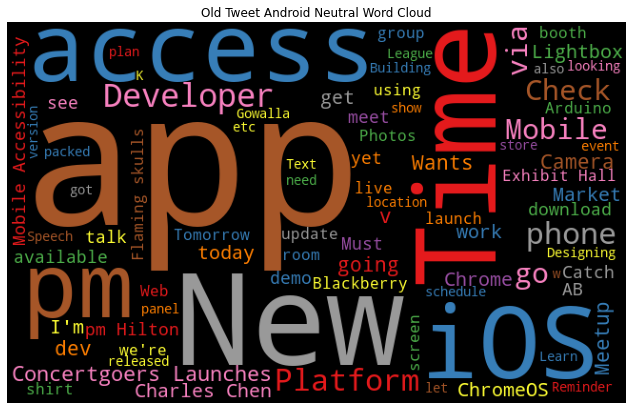 Old Tweet Android Neutral Word Cloud
access
plan
K
group
League
Building
via
booth
Lightbox
also
looking
see
Developer
Gowalla
etc
get
using
meet
show
Check
Arduino
Mobile Accessibility
version
packed
got
app
Time
Photos
Mobile
store
event
Flaming skulls
Text
need
yet
Wants
Camera
Exhibit Hall
live
location
V
launch
Market
download
Speech
talk
Tomorrow
today
update
room
Must
work
phone
Designing
available
going
demo
Blackberry
Chrome
go
w
Catch
AB
pm
Web
panel
New
schedule
iOS
Meetup
I'm
pm Hilton
dev
we're
released
screen
Learn
Concertgoers Launches
Platform
shirt
Charles Chen
let
ChromeOS
Reminder